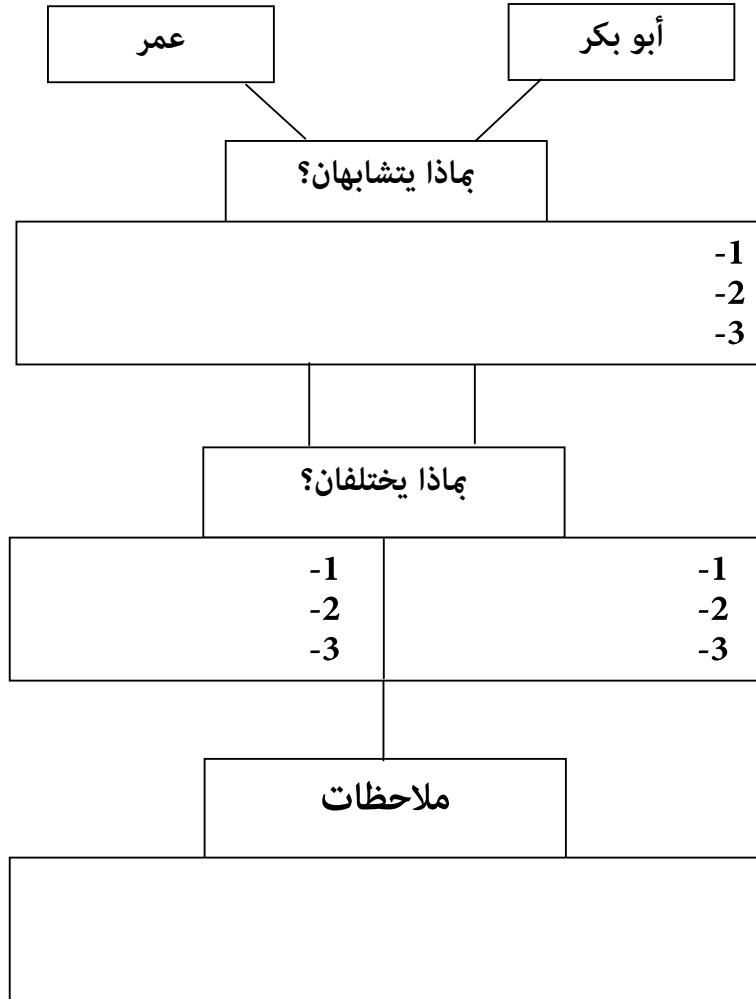 أبو بكر
عمر
بماذا يتشابهان؟
1-
2-
3-
بماذا يختلفان؟
1-
2-
3-
1-
2-
3-
ملاحظات